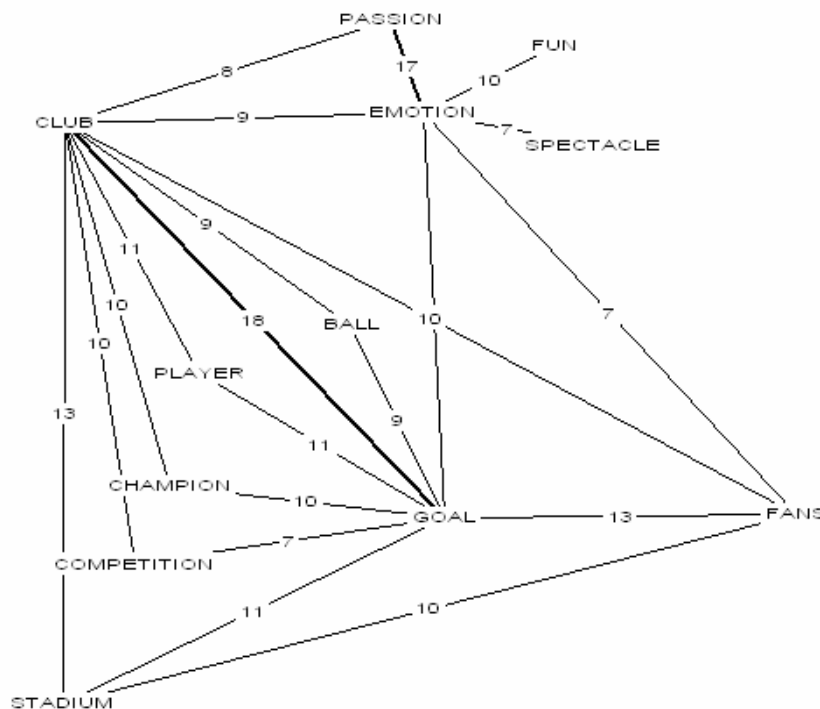 PASSION
FUN
17
8
10
EMOTION
CLUB
9
7
SPECTACLE
9
11
10
18
BALL
10
7
10
PLAYER
13
9
11
CHAMPION
10
GOAL
13
FANS
7
COMPETITION
11
10
STADIUM